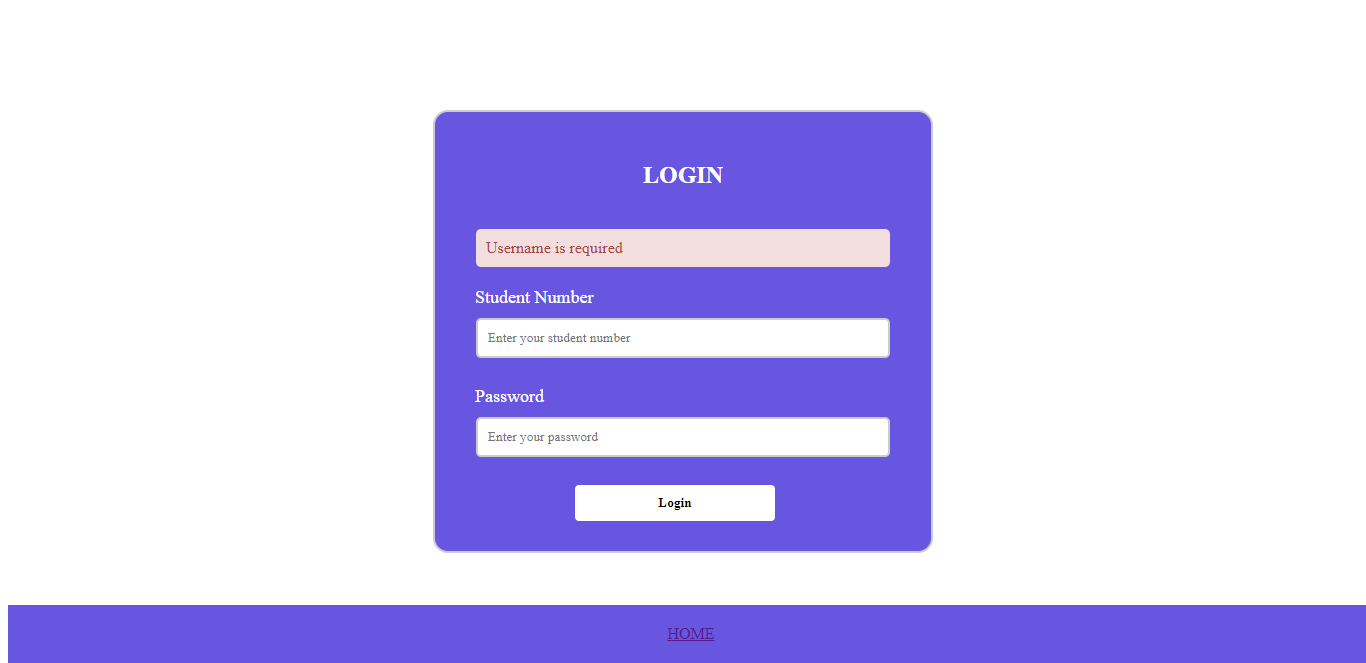 LOGIN
Username is required
Student Number
Enter your student number
Password
Enter your password
Login
HOME